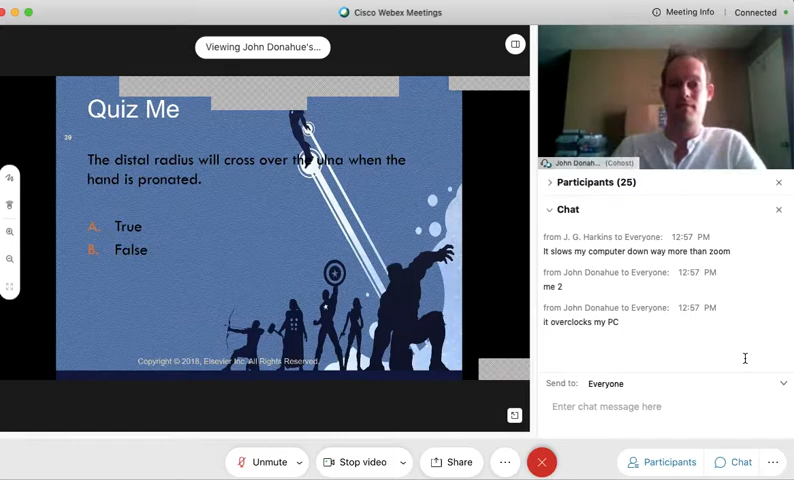 Cisco Webex Meetings
Meeting Info
Connected
Viewing John Donahue's...
Quiz Me
39
The distal radius will cross over the ulna when the
hand is pronated.
A. True
B. False
Copyright © 2018, Elsevier Inc. All Rights Reserved.
John Donah... (Cohost)
Participants (25)
Chat
from J. G. Harkins to Everyone: 12:57 PM
It slows my computer down way more than zoom
from John Donahue to Everyone: 12:57 PM
me 2
from John Donahue to Everyone: 12:57 PM
it overclocks my PC
Send to: Everyone
Enter chat message here
Unmute
Stop video
Share
Participants
Chat